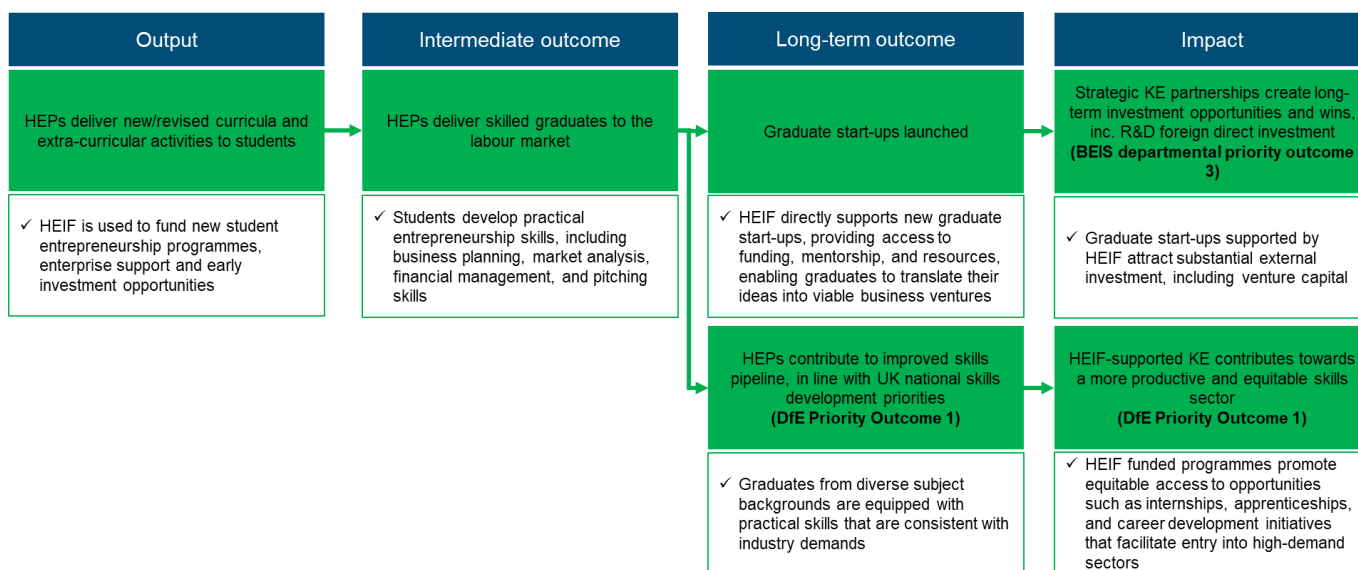 Output
HEPs deliver new/revised curricula and
extra-curricular activities to students
✓ HEIF is used to fund new student
entrepreneurship programmes,
enterprise support and early
investment opportunities
Intermediate outcome
HEPs deliver skilled graduates to the
labour market
✓ Students develop practical
entrepreneurship skills, including
business planning, market analysis,
financial management, and pitching
skills
Long-term outcome
Graduate start-ups launched
✓ HEIF directly supports new graduate
start-ups, providing access to
funding, mentorship, and resources,
enabling graduates to translate their
ideas into viable business ventures
HEPs contribute to improved skills
pipeline, in line with UK national skills
development priorities
(DfE Priority Outcome 1)
✓ Graduates from diverse subject
backgrounds are equipped with
practical skills that are consistent with
industry demands
Impact
Strategic KE partnerships create long-
term investment opportunities and wins,
inc. R&D foreign direct investment
(BEIS departmental priority outcome
3)
✓ Graduate start-ups supported by
HEIF attract substantial external
investment, including venture capital
HEIF-supported KE contributes towards
a more productive and equitable skills
sector
(DfE Priority Outcome 1)
✓ HEIF funded programmes promote
equitable access to opportunities
such as internships, apprenticeships,
and career development initiatives
that facilitate entry into high-demand
sectors